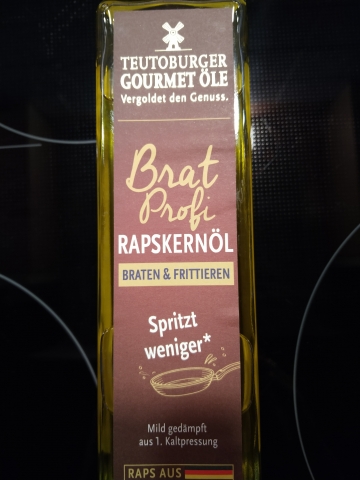 TEUTOBURGER
GOURMET ÖLE
Vergoldet den Genuss.
Brat
Profi
RAPSKERNÖL
BRATEN & FRITTIEREN
Spritzt
weniger*
Mild gedämpft
aus 1. Kaltpressung
RAPS AUS